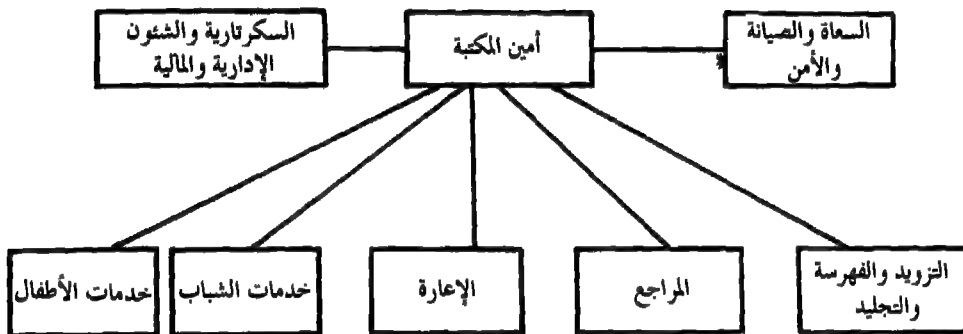 السعاة والصيانة
والأمن
أمين المكتبة
السكرتارية والشئون
الإدارية والمالية
التزويد والفهرسة
والتجليد
المراجع
الإعارة
خدمات الشباب
خدمات الأطفال